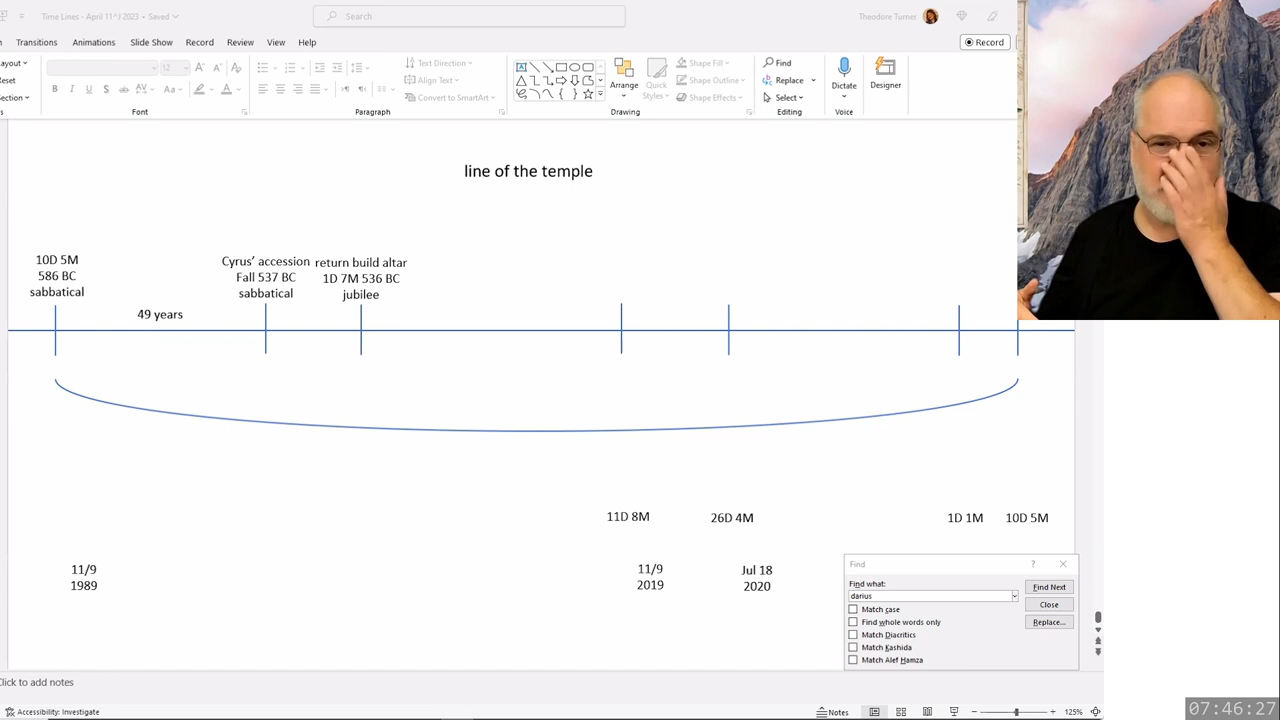 Time Lines - April 11^J 2023 • Saved
Search
Theodore Turner
Transitions Animations Slide Show Record Review View Help
Record
ayout
12
Text Direction
Shape Fill
Find
eset
Align Text
Arrange
Quick
Styles
Shape Outline
Replace
Dictate
Designer
ection
Convert to SmartArt
Shape Effects
Select
Font
Paragraph
Drawing
Editing
Voice
line of the temple
10D 5M
586 BC
sabbatical
Cyrus’ accession
Fall 537 BC
sabbatical
return build altar
1D 7M 536 BC
jubilee
49 years
11D 8M
26D 4M
1D 1M
10D 5M
11/9
1989
11/9
2019
Jul 18
2020
Find
?
Find what:
Find Next
darius
Close
Match case
Find whole words only
Replace...
Match Diacritics
Match Kashida
Match Alef Hamza
Click to add notes
Accessibility: Investigate
Notes
125%
07:46:27